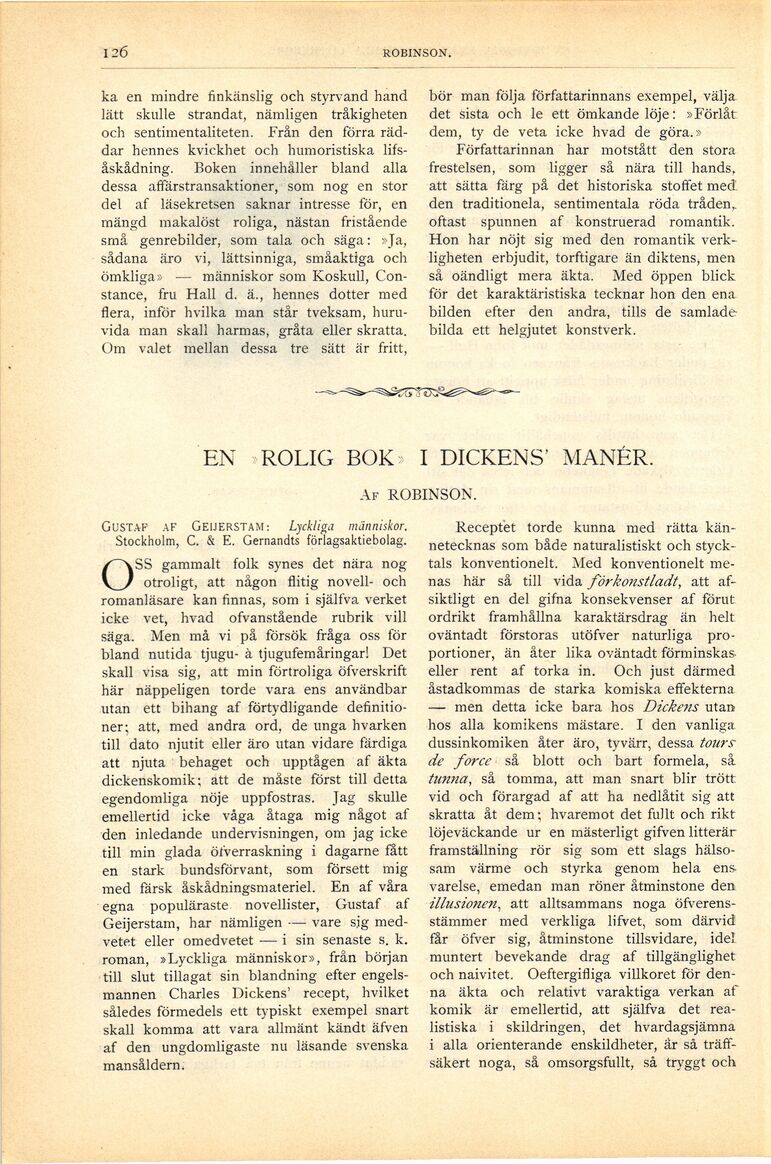 126
ROBINSON.
ka en mindre finkänslig och styrvand hand
lätt skulle strandat, nämligen tråkigheten
och sentimentaliteten. Från den förra räd-
dar hennes kvickhet och humoristiska lifs-
åskådning. Boken innehåller bland alla
dessa affärstransaktioner, som nog en stor
del af läsekretsen saknar intresse för, en
mängd makalöst roliga, nästan fristående
små genrebilder, som tala och säga: »Ja,
sådana äro vi, lättsinniga, småaktiga och
ömkliga» — människor som Koskull, Con-
stance, fru Hall d. ä., hennes dotter med
flera, inför hvilka man står tveksam, huru-
vida man skall harmas, gråta eller skratta.
Om valet mellan dessa tre sätt är fritt,
bör man följa författarinnans exempel, välja
det sista och le ett ömkande löje: »Förlåt
dem, ty de veta icke hvad de göra.»
Författarinnan har motstått den stora
frestelsen, som ligger så nära till hands,
att sätta färg på det historiska stoffet med
den traditionela, sentimentala röda tråden,
oftast spunnen af konstruerad romantik.
Hon har nöjt sig med den romantik verk-
ligheten erbjudit, torftigare än diktens, men
så oändligt mera äkta. Med öppen blick
för det karaktäristiska tecknar hon den ena
bilden efter den andra, tills de samlade
bilda ett helgjutet konstverk.
EN »ROLIG BOK» I DICKENS' MANÉR.
AF ROBINSON.
GUSTAF AF GEIJERSTAM: Lyckliga människor.
Stockholm, C. & E. Gernandts förlagsaktiebolag.
OSS gammalt folk synes det nära nog
otroligt, att någon flitig novell- och
romanläsare kan finnas, som i själfva verket
icke vet, hvad ofvanstående rubrik vill
säga. Men må vi på försök fråga oss för
bland nutida tjugu- à tjugufemåringar! Det
skall visa sig, att min förtroliga öfverskrift
här näppeligen torde vara ens användbar
utan ett bihang af förtydligande definitio-
ner; att, med andra ord, de unga hvarken
till dato njutit eller äro utan vidare färdiga
att njuta behaget och upptågen af äkta
dickenskomik; att de måste först till detta
egendomliga nöje uppfostras. Jag skulle
emellertid icke våga åtaga mig något af
den inledande undervisningen, om jag icke
till min glada öfverraskning i dagarne fått
en stark bundsförvant, som försett mig
med färsk åskådningsmateriel. En af våra
egna populäraste novellister, Gustaf af
Geijerstam, har nämligen — vare sig med-
vetet eller omedvetet — i sin senaste s. k.
roman, »Lyckliga människor», från början
till slut tillagat sin blandning efter engels-
mannen Charles Dickens' recept, hvilket
således förmedels ett typiskt exempel snart
skall komma att vara allmänt kändt äfven
af den ungdomligaste nu läsande svenska
mansåldern.
Receptet torde kunna med rätta kän-
netecknas som både naturalistiskt och styck-
tals konventionelt. Med konventionelt me-
nas här så till vida förkonstladt, att af-
siktligt en del gifna konsekvenser af förut
ordrikt framhållna karaktärsdrag än helt
oväntadt förstoras utöfver naturliga pro-
portioner, än åter lika oväntadt förminskas
eller rent af torka in. Och just därmed
åstadkommas de starka komiska effekterna
— men detta icke bara hos Dickens utan
hos alla komikens mästare. I den vanliga
dussinkomiken åter äro, tyvärr, dessa tours
de force så blott och bart formela, så
tunna, så tomma, att man snart blir trött
vid och förargad af att ha nedlåtit sig att
skratta åt dem; hvaremot det fullt och rikt
löjeväckande ur en mästerligt gifven litterär
framställning rör sig som ett slags hälso-
sam värme och styrka genom hela ens
varelse, emedan man röner åtminstone den
illusionen, att alltsammans noga öfverens-
stämmer med verkliga lifvet, som därvid
får öfver sig, åtminstone tillsvidare, idel
muntert bevekande drag af tillgänglighet
och naivitet. Oeftergifliga villkoret för den-
na äkta och relativt varaktiga verkan af
komik är emellertid, att själfva det rea-
listiska i skildringen, det hvardagsjämna
i alla orienterande enskildheter, är så träff-
säkert noga, så omsorgsfullt, så tryggt och